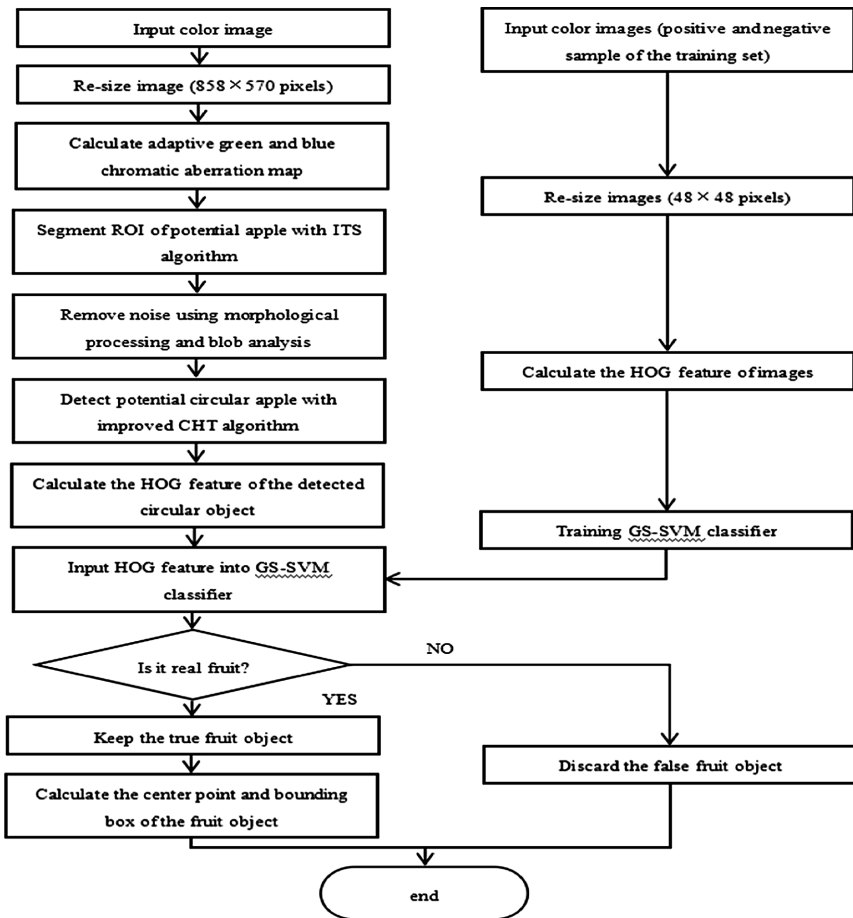 Input color image
Re-size image (858 × 570 pixels)
Calculate adaptive green and blue
chromatic aberration map
Segment ROI of potential apple with ITS
algorithm
Remove noise using morphological
processing and blob analysis
Detect potential circular apple with
improved CHT algorithm
Calculate the HOG feature of the detected
circular object
Input HOG feature into GS-SVM
classifier
Input color images (positive and negative
sample of the training set)
Re-size images (48 × 48 pixels)
Calculate the HOG feature of images
Training GS-SVM classifier
Is it real fruit?
NO
YES
Keep the true fruit object
Calculate the center point and bounding
box of the fruit object
Discard the false fruit object
end